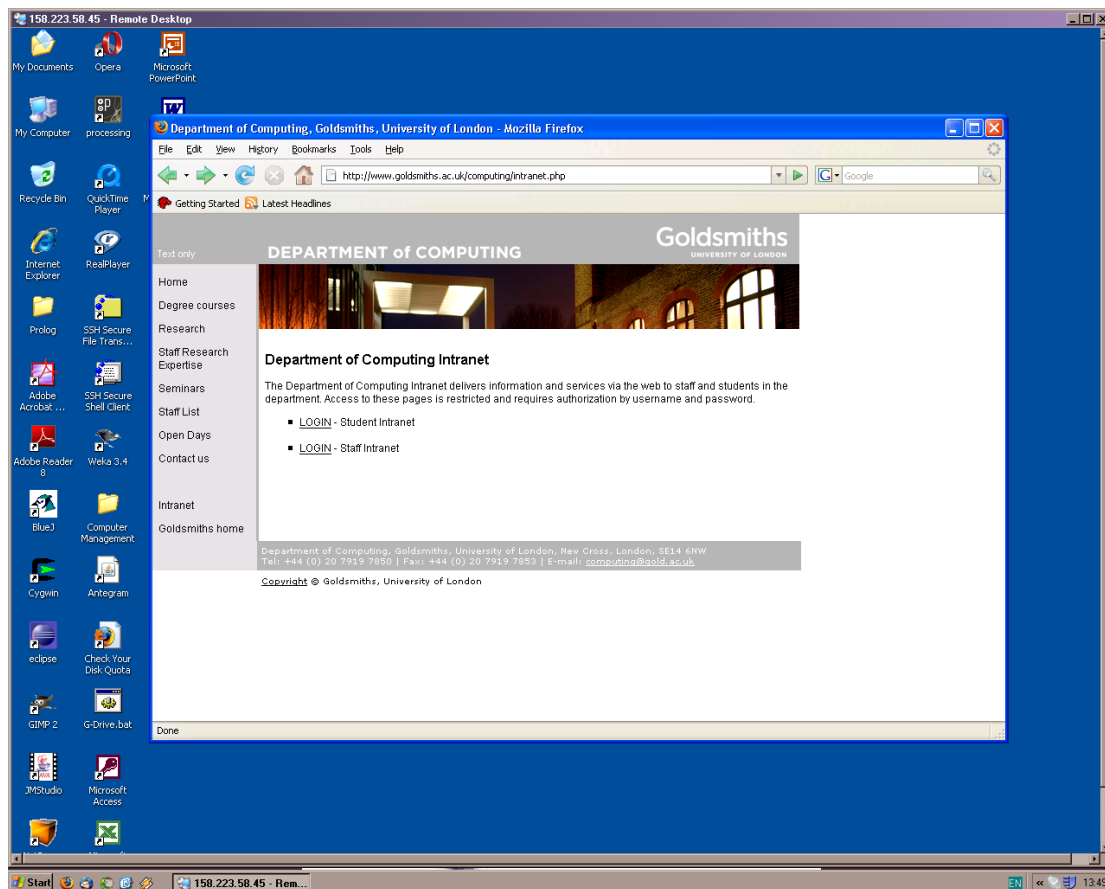 158.223.58.45 - Remote Desktop
My Documents
Opera
Microsoft
PowerPoint
My Computer
processing
Recycle Bin
QuickTime
Player
M
Internet
Explorer
RealPlayer
Prolog
SSH Secure
File Trans...
Adobe
Acrobat ...
SSH Secure
Shell Client
Adobe Reader
8
Weka 3.4
BlueJ
Computer
Management
Cygwin
Antegram
eclipse
Check Your
Disk Quota
GIMP 2
G-Drive.bat
JMStudio
Microsoft
Access
Department of Computing, Goldsmiths, University of London - Mozilla Firefox
File Edit View History Bookmarks Tools Help
http://www.goldsmiths.ac.uk/computing/intranet.php
G Google
Getting Started Latest Headlines
Goldsmiths
UNIVERSITY OF LONDON
Text only
DEPARTMENT of COMPUTING
Home
Degree courses
Research
Staff Research
Expertise
Seminars
Staff List
Open Days
Contact us
Intranet
Goldsmiths home
Department of Computing Intranet
The Department of Computing Intranet delivers information and services via the web to staff and students in the
department. Access to these pages is restricted and requires authorization by username and password.
LOGIN - Student Intranet
LOGIN - Staff Intranet
Department of Computing, Goldsmiths, University of London, New Cross, London, SE14 6NW
Tel: +44 (0) 20 7919 7850 | Fax: +44 (0) 20 7919 7853 | E-mail: computing@gold.ac.uk
Copyright © Goldsmiths, University of London
Done
Start
158.223.58.45 - Rem...
EN
13:49